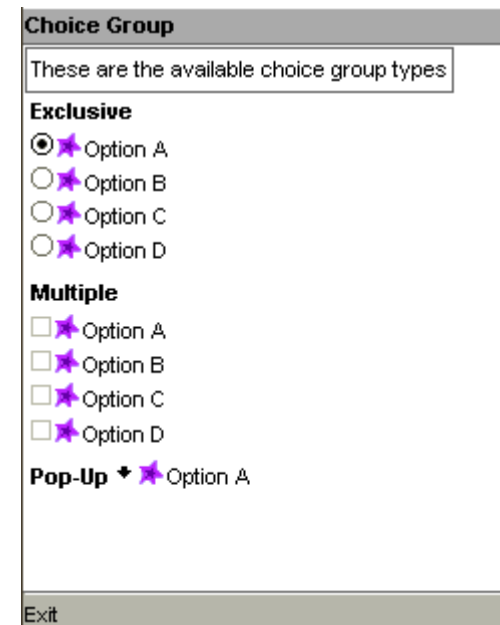 Choice Group
These are the available choice group types
Exclusive
Option A
Option B
Option C
Option D
Multiple
Option A
Option B
Option C
Option D
Pop-Up Option A
Exit